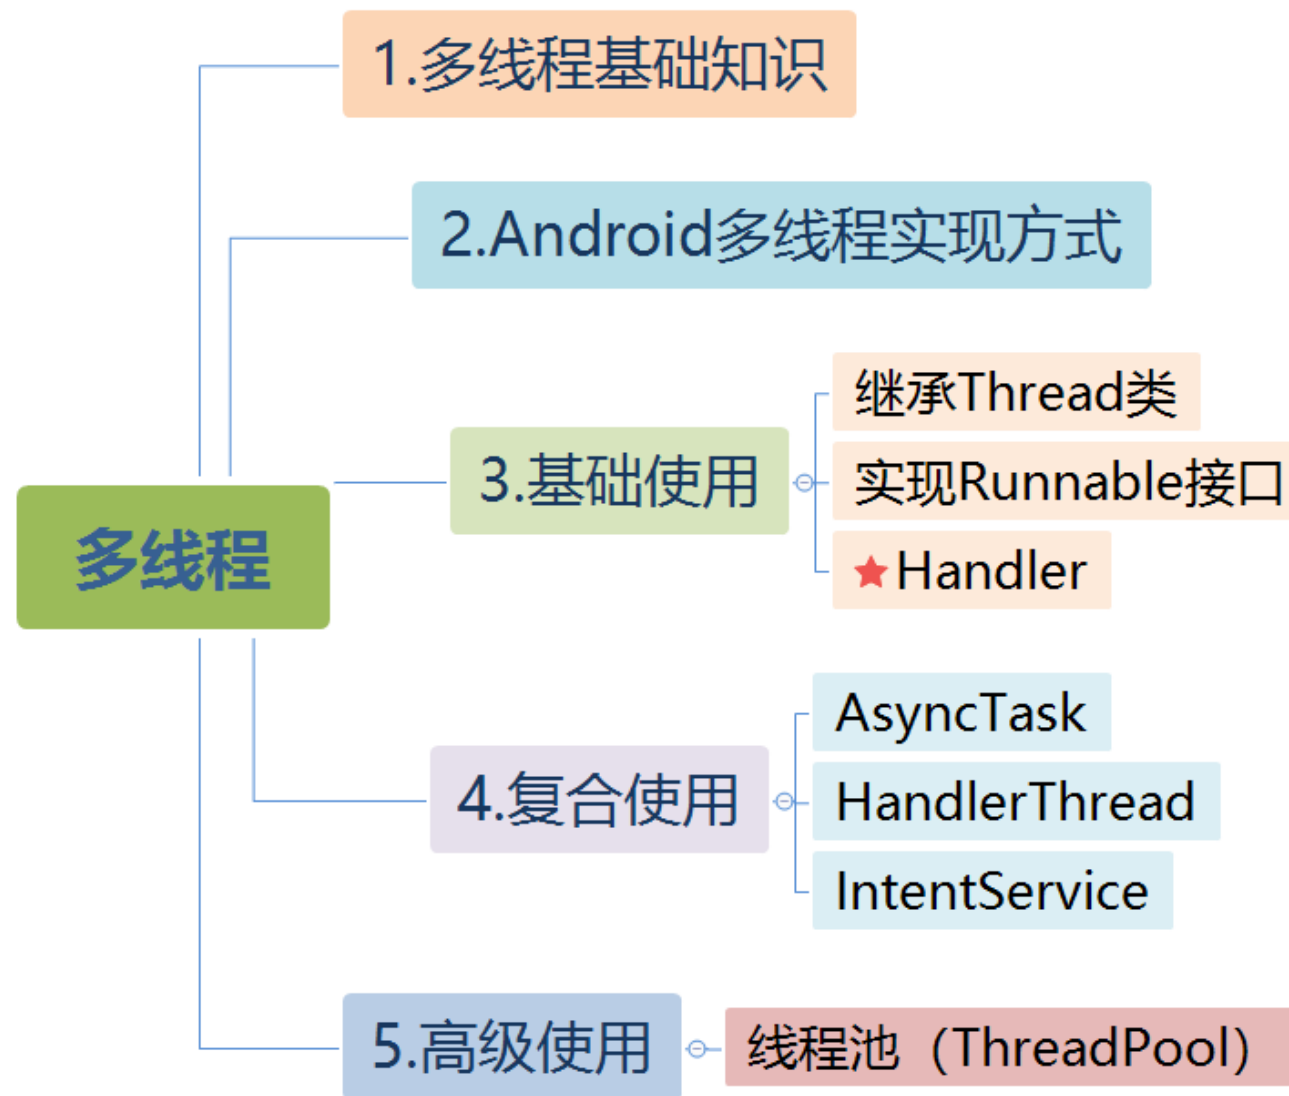 1.多线程基础知识
2.Android多线程实现方式
继承Thread类
3.基础使用
实现Runnable接口
★Handler
多线程
AsyncTask
4.复合使用
HandlerThread
IntentService
5.高级使用
线程池（ThreadPool）